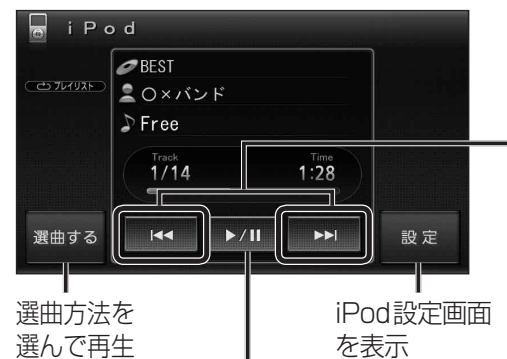 iPod
プレイリスト
BEST
○×バンド
Free
Track
Time
1/14
1:28
選曲する
設定
選曲方法を
選んで再生
iPod設定画面
を表示